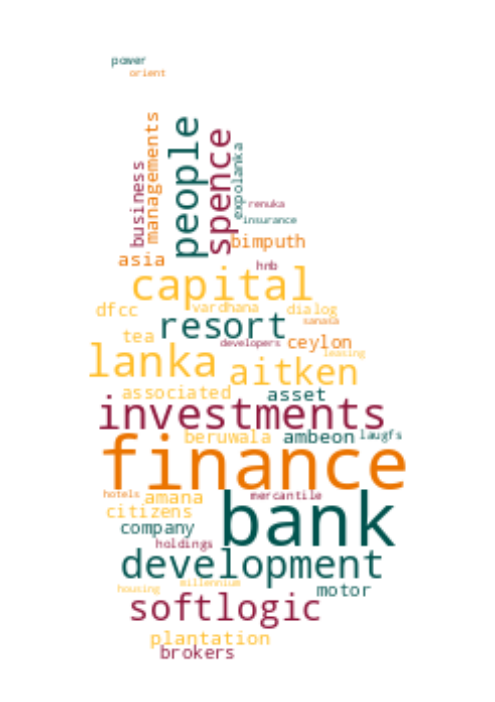 power
orient
business
managements
people
spence
expolanka
renuka
insurance
bimputh
asia
hnb
capital
dfcc
vardhana
dialog
resort
sanasa
tea
developers
ceylon
lanka
leasing
aitken
associated
asset
investments
beruwala
ambeon
laugfs
finance
hotels
amana
mercantile
citizens
bank
company
holdings
development
housing
millennium
motor
softlogic
plantation
brokers